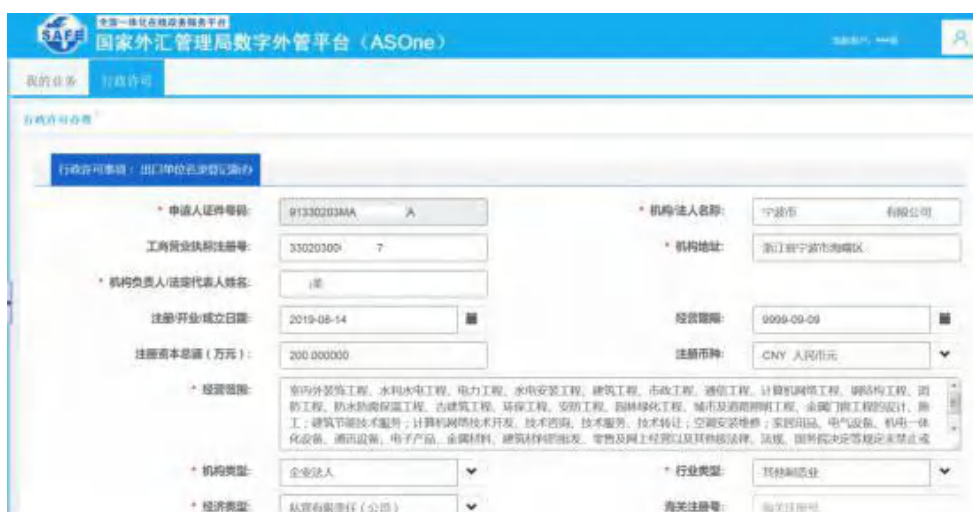 全国一体化在线政务服务平台
SAFE 国家外汇管理局数字外管平台（ASOne）
我的业务 行政许可
行政许可办理
行政许可事项：出口单位名录登记新办
* 申请人证件号码: 91330203MA A * 机构/法人名称: 宁波市 有限公司
工商营业执照注册号: 33020300 7 * 机构地址: 浙江省宁波市海曙区
* 机构负责人/法定代表人姓名:
注册/开业/成立日期: 2019-08-14 经营期限: 9999-09-09
注册资本总额（万元）: 200.000000 注册币种: CNY 人民币元
* 经营范围: 室内外装饰工程、水利水电工程、电力工程、水电安装工程、建筑工程、市政工程、通信工程、计算机网络工程、钢结构工程、消
防工程、防水防腐保温工程、古建筑工程、环保工程、安防工程、园林绿化工程、城市及道路照明工程、金属门窗工程的设计、施
工；建筑节能技术服务；计算机网络技术开发、技术咨询、技术服务、技术转让；空调安装维修；家居用品、电气设备、机电一体
化设备、通讯设备、电子产品、金属材料、建筑材料的批发、零售及网上经营以及其他按法律、法规、国务院决定等规定未禁止或
* 机构类型: 企业法人 * 行业类型: 其他制造业
* 经济类型: 私营有限责任（公司） 海关注册号: 海关注册号